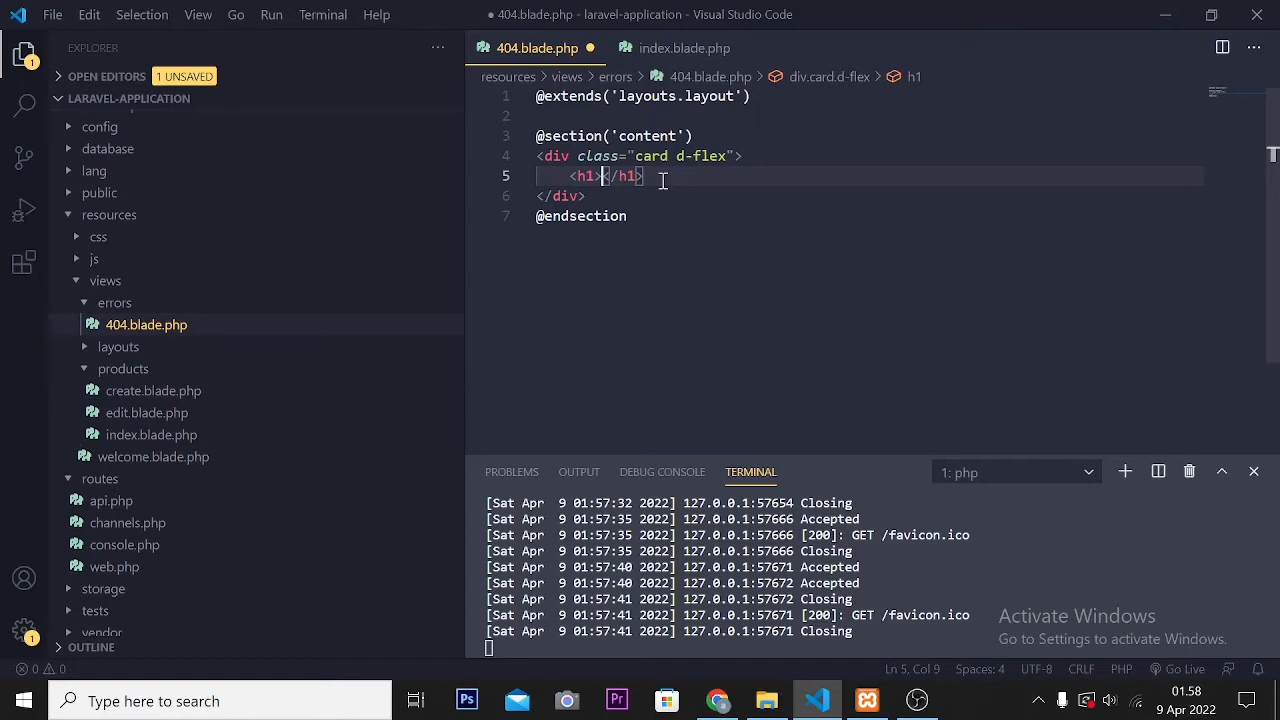 File Edit Selection View Go Run Terminal Help
● 404.blade.php - laravel-application - Visual Studio Code
EXPLORER
1
OPEN EDITORS 1 UNSAVED
LARAVEL-APPLICATION
config
database
lang
public
resources
css
js
views
errors
404.blade.php
layouts
products
create.blade.php
edit.blade.php
index.blade.php
welcome.blade.php
routes
api.php
channels.php
console.php
web.php
storage
tests
vendor
OUTLINE
1
404.blade.php index.blade.php
resources > views > errors > 404.blade.php > div.card.d-flex > h1
1 @extends('layouts.layout')
2
3 @section('content')
4 <div class="card d-flex">
5 <h1></h1>
6 </div>
7 @endsection
PROBLEMS OUTPUT DEBUG CONSOLE TERMINAL 1: php
[Sat Apr  9 01:57:32 2022] 127.0.0.1:57654 Closing
[Sat Apr  9 01:57:35 2022] 127.0.0.1:57666 Accepted
[Sat Apr  9 01:57:35 2022] 127.0.0.1:57666 [200]: GET /favicon.ico
[Sat Apr  9 01:57:35 2022] 127.0.0.1:57666 Closing
[Sat Apr  9 01:57:40 2022] 127.0.0.1:57671 Accepted
[Sat Apr  9 01:57:40 2022] 127.0.0.1:57672 Accepted
[Sat Apr  9 01:57:41 2022] 127.0.0.1:57672 Closing
[Sat Apr  9 01:57:41 2022] 127.0.0.1:57671 [200]: GET /favicon.ico
[Sat Apr  9 01:57:41 2022] 127.0.0.1:57671 Closing
Activate Windows
Go to Settings to activate Windows.
0 0 Ln 5, Col 9 Spaces: 4 UTF-8 CRLF PHP Go Live
Type here to search
Ps
Pr
01:58
9 Apr 2022